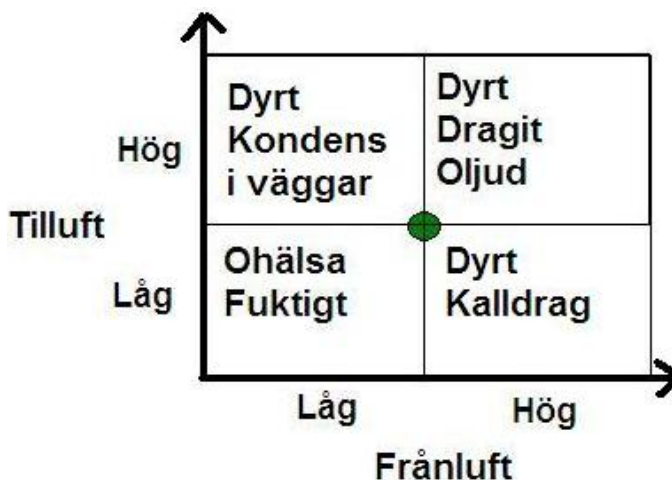 Dyrt
Kondens
i väggar
Dyrt
Dragit
Oljud
Hög
Tilluft
Låg
Ohälsa
Fuktigt
Dyrt
Kalldrag
Låg
Hög
Frånluft